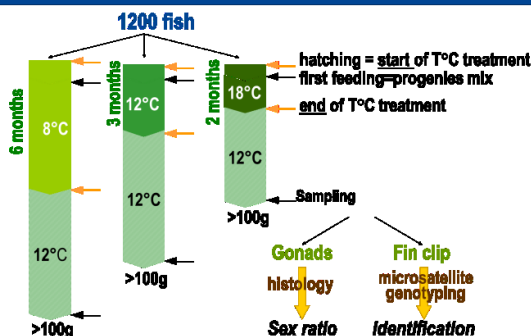 1200 fish
hatching = start of T°C treatment
first feeding=progenies mix
end of T°C treatment
6 months
8°C
12°C
>100g
3 months
12°C
12°C
>100g
2 months
18°C
12°C
>100g
Sampling
Gonads
histology
Sex ratio
Fin clip
microsatellite
genotyping
Identification